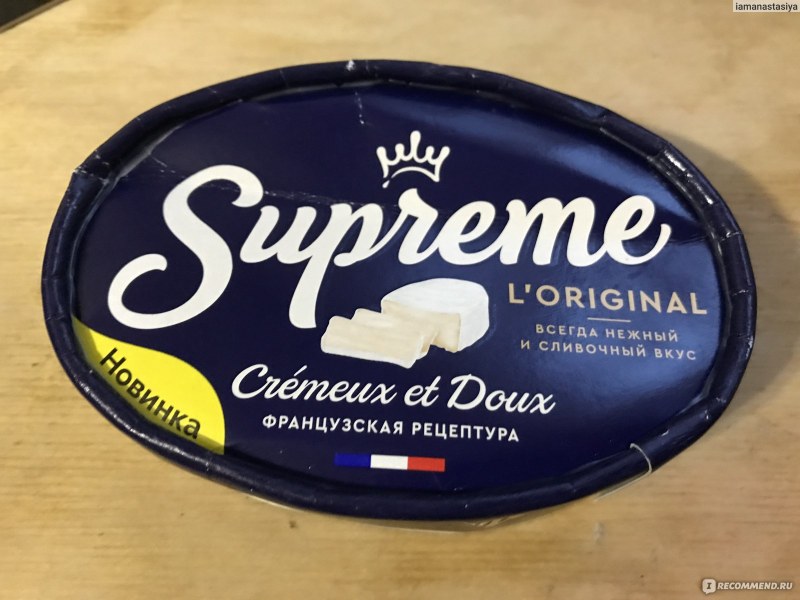 iamanastasiya
Supreme
L'ORIGINAL
ВСЕГДА НЕЖНЫЙ
И СЛИВОЧНЫЙ ВКУС
Новинка
Crémeux et Doux
ФРАНЦУЗСКАЯ РЕЦЕПТУРА
I RECOMMEND.RU